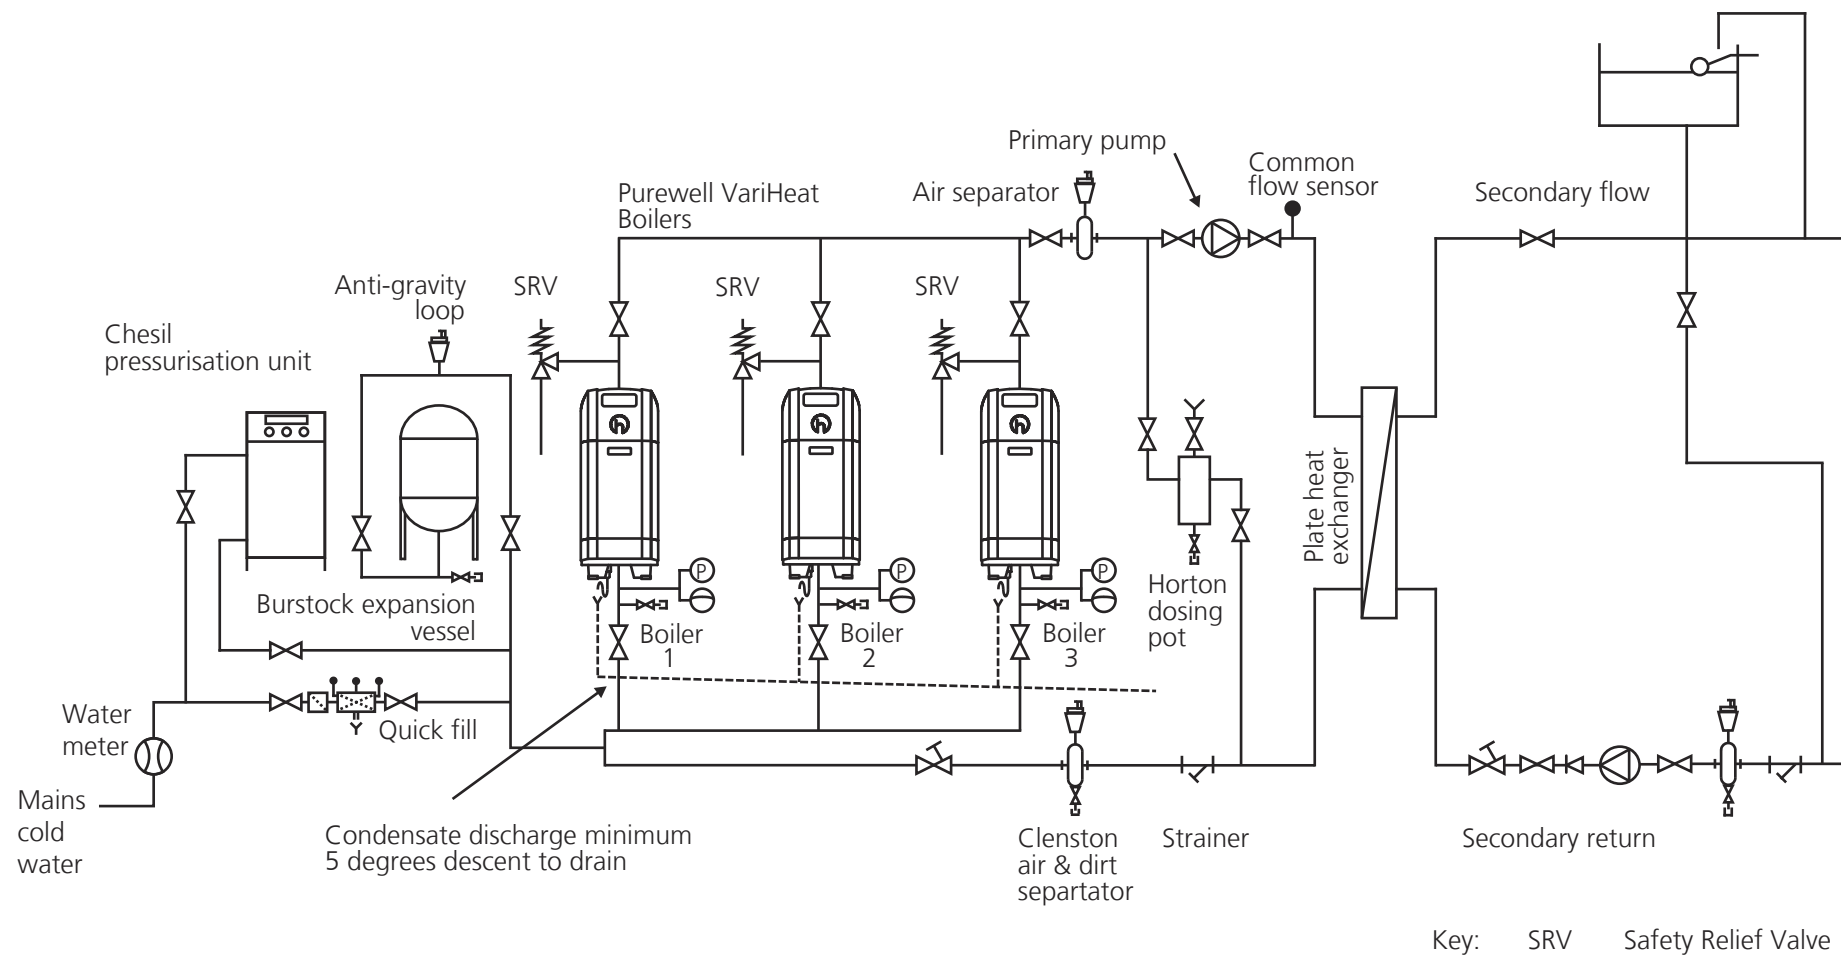 Primary pump
Common
flow sensor
Purewell VariHeat
Boilers
Air separator
Secondary flow
Anti-gravity
loop
SRV
SRV
SRV
Chesil
pressurisation unit
Plate heat
exchanger
P
P
P
Burstock expansion
vessel
Boiler
1
Boiler
2
Boiler
3
Horton
dosing
pot
Water
meter
Quick fill
Mains
cold
water
Condensate discharge minimum
5 degrees descent to drain
Clenston
air & dirt
separtator
Strainer
Secondary return
Key: SRV Safety Relief Valve